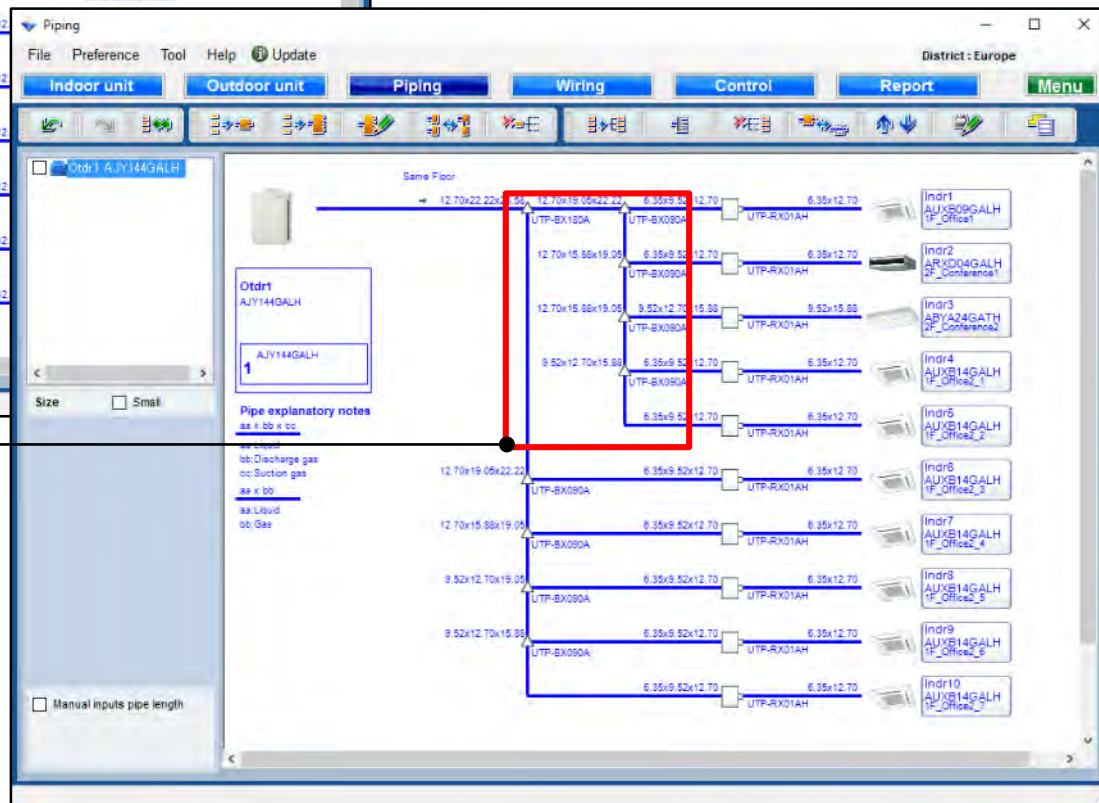 Piping
File Preference Tool Help Update District : Europe
Indoor unit Outdoor unit Piping Wiring Control Report Menu
Otdr1 AJY144GALH
Size Small
Manual inputs pipe length
Same Floor
Otdr1
AJY144GALH
1 AJY144GALH
Pipe explanatory notes
aa x bb x cc
aa:Liquid
bb:Discharge gas
cc:Suction gas
aa x bb
aa:Liquid
bb:Gas
12.70x19.05x22.22 6.35x9.52x12.70 6.35x12.70
UTP-BX180A UTP-BX090A UTP-RX01AH
Indr1
AUXB09GALH
1F_Office1
12.70x15.88x19.05 6.35x9.52x12.70 6.35x12.70
UTP-BX090A UTP-RX01AH
Indr2
ARXD04GALH
2F_Conference1
12.70x15.88x19.05 9.52x12.70x15.88 9.52x15.88
UTP-BX090A UTP-RX01AH
Indr3
ABYA24GATH
2F_Conference2
9.52x12.70x15.88 6.35x9.52x12.70 6.35x12.70
UTP-BX090A UTP-RX01AH
Indr4
AUXB14GALH
1F_Office2_1
6.35x9.52x12.70 6.35x12.70
UTP-RX01AH
Indr5
AUXB14GALH
1F_Office2_2
12.70x19.05x22.22 6.35x9.52x12.70 6.35x12.70
UTP-BX090A UTP-RX01AH
Indr6
AUXB14GALH
1F_Office2_3
12.70x15.88x19.05 6.35x9.52x12.70 6.35x12.70
UTP-BX090A UTP-RX01AH
Indr7
AUXB14GALH
1F_Office2_4
9.52x12.70x19.05 6.35x9.52x12.70 6.35x12.70
UTP-BX090A UTP-RX01AH
Indr8
AUXB14GALH
1F_Office2_5
9.52x12.70x15.88 6.35x9.52x12.70 6.35x12.70
UTP-BX090A UTP-RX01AH
Indr9
AUXB14GALH
1F_Office2_6
6.35x9.52x12.70 6.35x12.70
UTP-RX01AH
Indr10
AUXB14GALH
1F_Office2_7